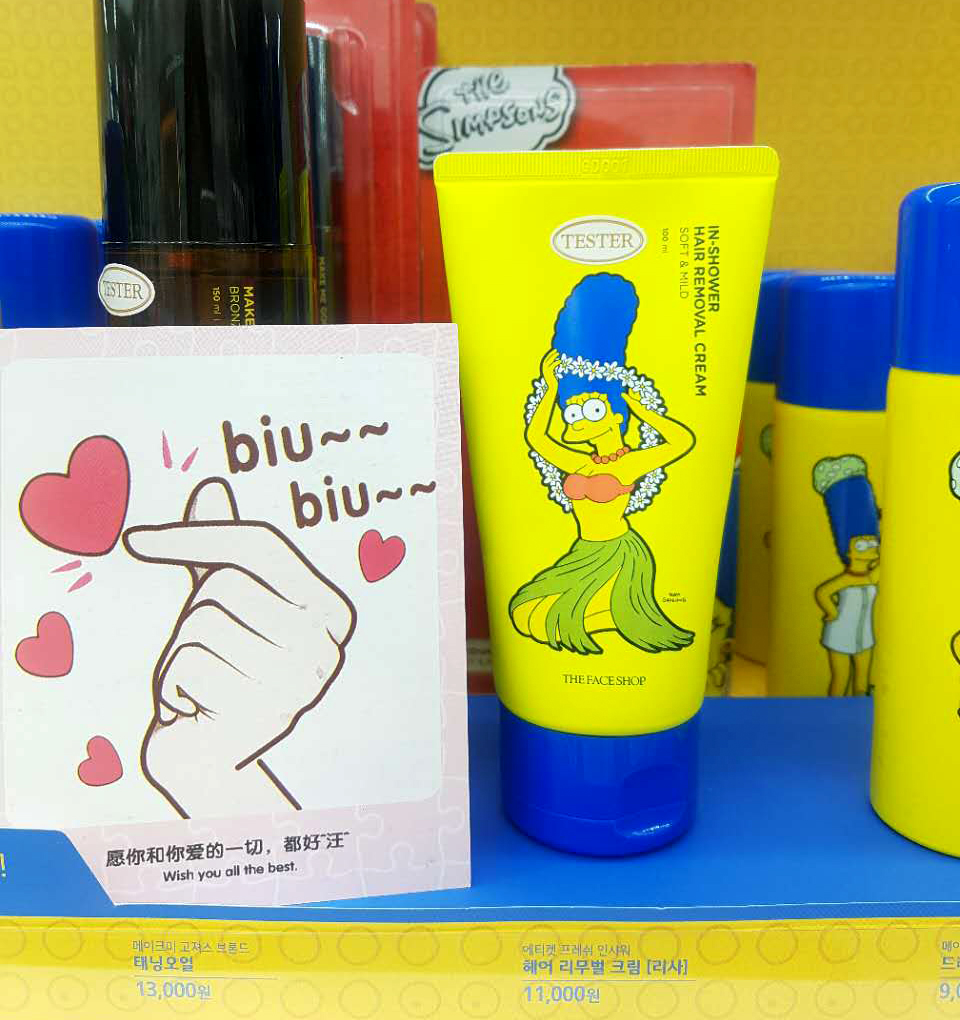 THE
SIMPSONS
TESTER
IN-SHOWER
HAIR REMOVAL CREAM
SOFT & MILD
100 ml
TESTER
MAKE
150 ml
biu~~
biu~~
THE FACE SHOP
愿你和你爱的一切，都好"汪"
Wish you all the best.
!
메이크미 고져스 브론드
태닝오일
13,000원
에티켓 프레쉬 인샤워
헤어 리무벌 크림 [리사]
11,000원